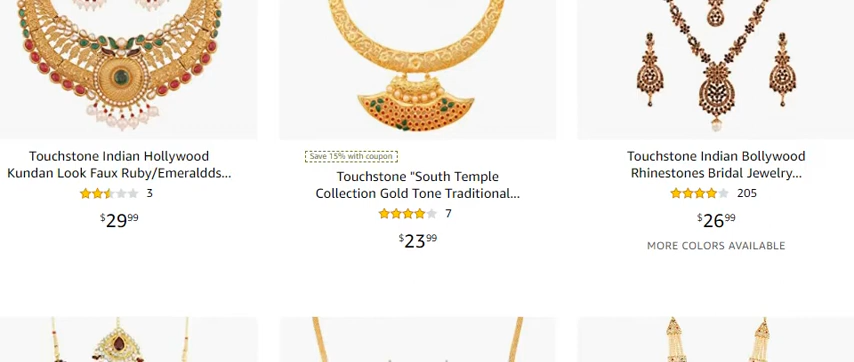 Touchstone Indian Hollywood
Kundan Look Faux Ruby/Emeraldds...
3
$29 99
Save 15% with coupon
Touchstone "South Temple
Collection Gold Tone Traditional...
7
$23 99
Touchstone Indian Bollywood
Rhinestones Bridal Jewelry...
205
$26 99
MORE COLORS AVAILABLE